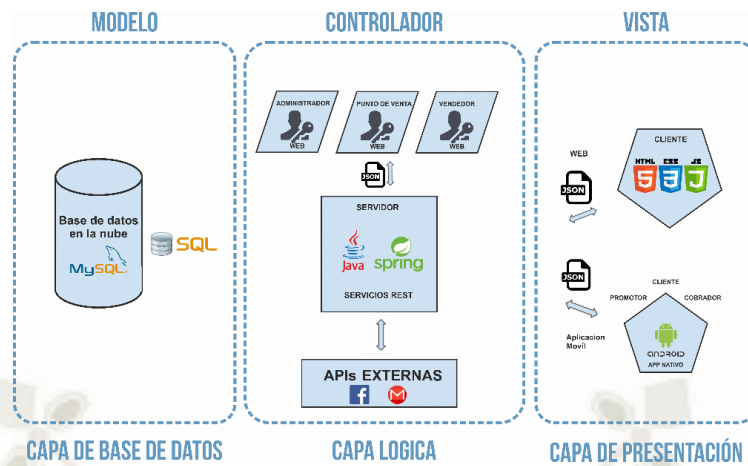 MODELO
CONTROLADOR
VISTA
Base de datos
en la nube
MySQL
SQL
ADMINISTRADOR
WEB
PUNTO DE VENTA
WEB
VENDEDOR
WEB
JSON
SERVIDOR
Java
spring
SERVICIOS REST
APIs EXTERNAS
WEB
JSON
CLIENTE
HTML
CSS
JS
JSON
Aplicacion
Movil
CLIENTE
PROMOTOR
COBRADOR
ANDROID
APP NATIVO
CAPA DE BASE DE DATOS
CAPA LOGICA
CAPA DE PRESENTACIÓN